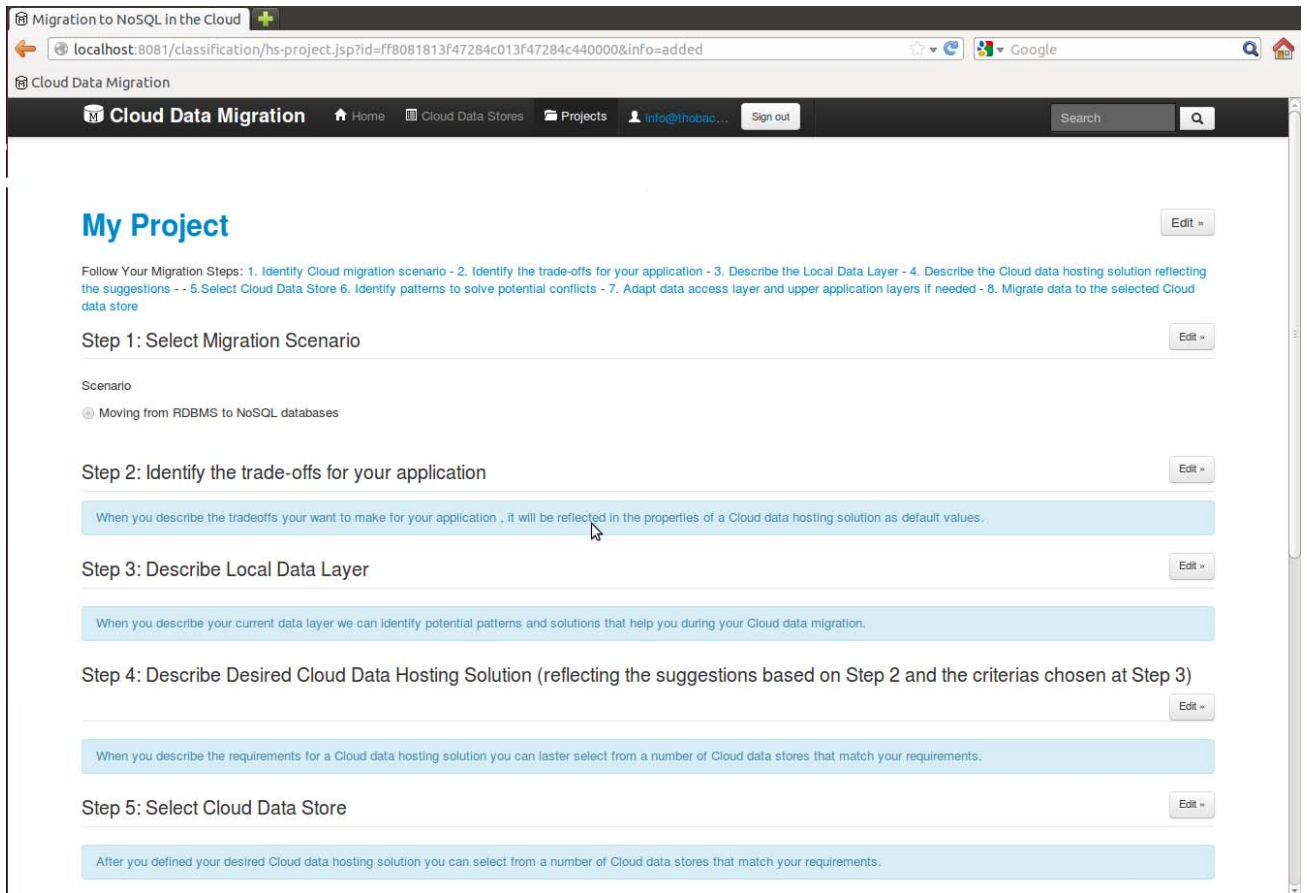 Migration to NoSQL in the Cloud
localhost:8081/classification/hs-project.jsp?id=ff8081813f47284c013f47284c440000&info=added
Google
Cloud Data Migration
Cloud Data Migration
Home
Cloud Data Stores
Projects
info@thobac...
Sign out
Search
My Project
Edit »
Follow Your Migration Steps: 1. Identify Cloud migration scenario - 2. Identify the trade-offs for your application - 3. Describe the Local Data Layer - 4. Describe the Cloud data hosting solution reflecting
the suggestions - - 5.Select Cloud Data Store 6. Identify patterns to solve potential conflicts - 7. Adapt data access layer and upper application layers if needed - 8. Migrate data to the selected Cloud
data store
Step 1: Select Migration Scenario
Edit »
Scenario
Moving from RDBMS to NoSQL databases
Step 2: Identify the trade-offs for your application
Edit »
When you describe the tradeoffs your want to make for your application , it will be reflected in the properties of a Cloud data hosting solution as default values.
Step 3: Describe Local Data Layer
Edit »
When you describe your current data layer we can identify potential patterns and solutions that help you during your Cloud data migration.
Step 4: Describe Desired Cloud Data Hosting Solution (reflecting the suggestions based on Step 2 and the criterias chosen at Step 3)
Edit »
When you describe the requirements for a Cloud data hosting solution you can laster select from a number of Cloud data stores that match your requirements.
Step 5: Select Cloud Data Store
Edit »
After you defined your desired Cloud data hosting solution you can select from a number of Cloud data stores that match your requirements.